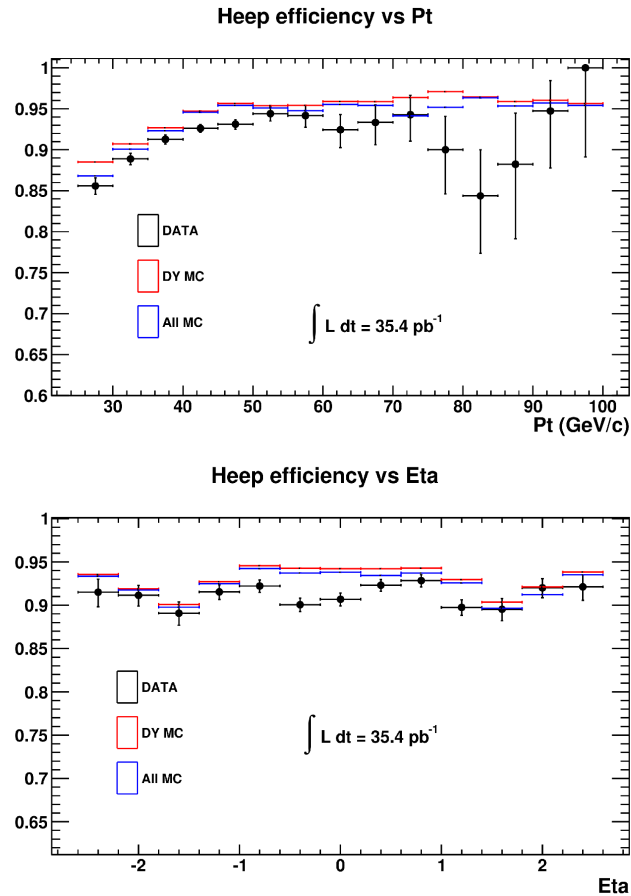 Heep efficiency vs Pt
1
0.95
0.9
0.85
0.8
0.75
0.7
0.65
0.6
DATA
DY MC
All MC
∫ L dt = 35.4 pb⁻¹
30 40 50 60 70 80 90 100
Pt (GeV/c)
Heep efficiency vs Eta
1
0.95
0.9
0.85
0.8
0.75
0.7
0.65
DATA
DY MC
All MC
∫ L dt = 35.4 pb⁻¹
-2 -1 0 1 2
Eta